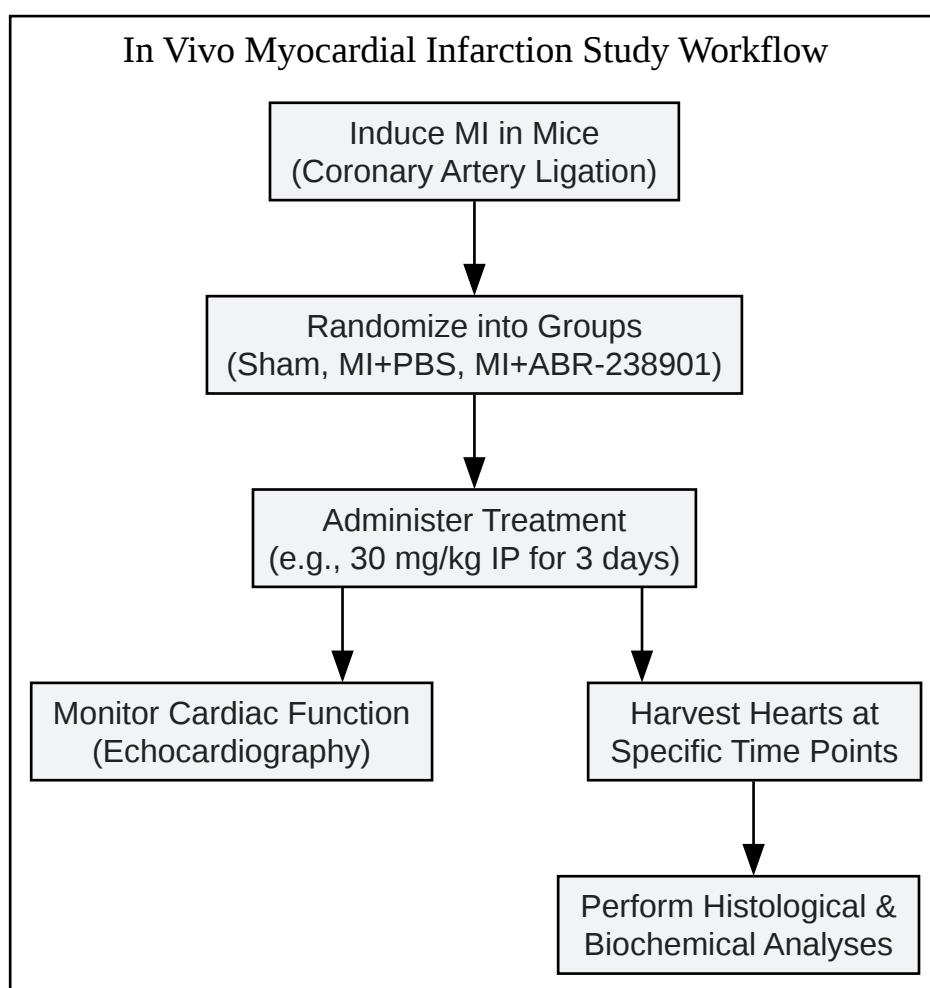 In Vivo Myocardial Infarction Study Workflow
Induce MI in Mice
(Coronary Artery Ligation)
Randomize into Groups
(Sham, MI+PBS, MI+ABR-238901)
Administer Treatment
(e.g., 30 mg/kg IP for 3 days)
Monitor Cardiac Function
(Echocardiography)
Harvest Hearts at
Specific Time Points
Perform Histological &
Biochemical Analyses